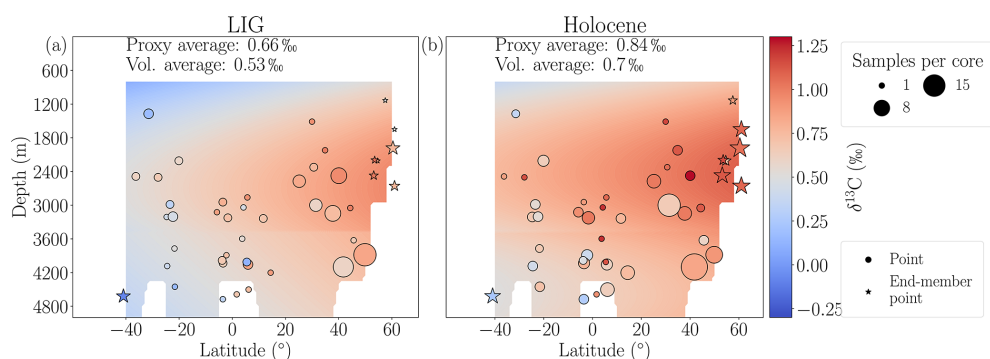 LIG
(a)
Proxy average: 0.66‰
Vol. average: 0.53‰
600
1200
1800
2400
3000
3600
4200
4800
Depth (m)
−40
−20
0
20
40
60
Latitude (°)
Holocene
(b)
Proxy average: 0.84‰
Vol. average: 0.7‰
−40
−20
0
20
40
60
Latitude (°)
1.25
1.00
0.75
0.50
0.25
0.00
−0.25
δ¹³C (‰)
Samples per core
1
15
8
Point
End-member
point